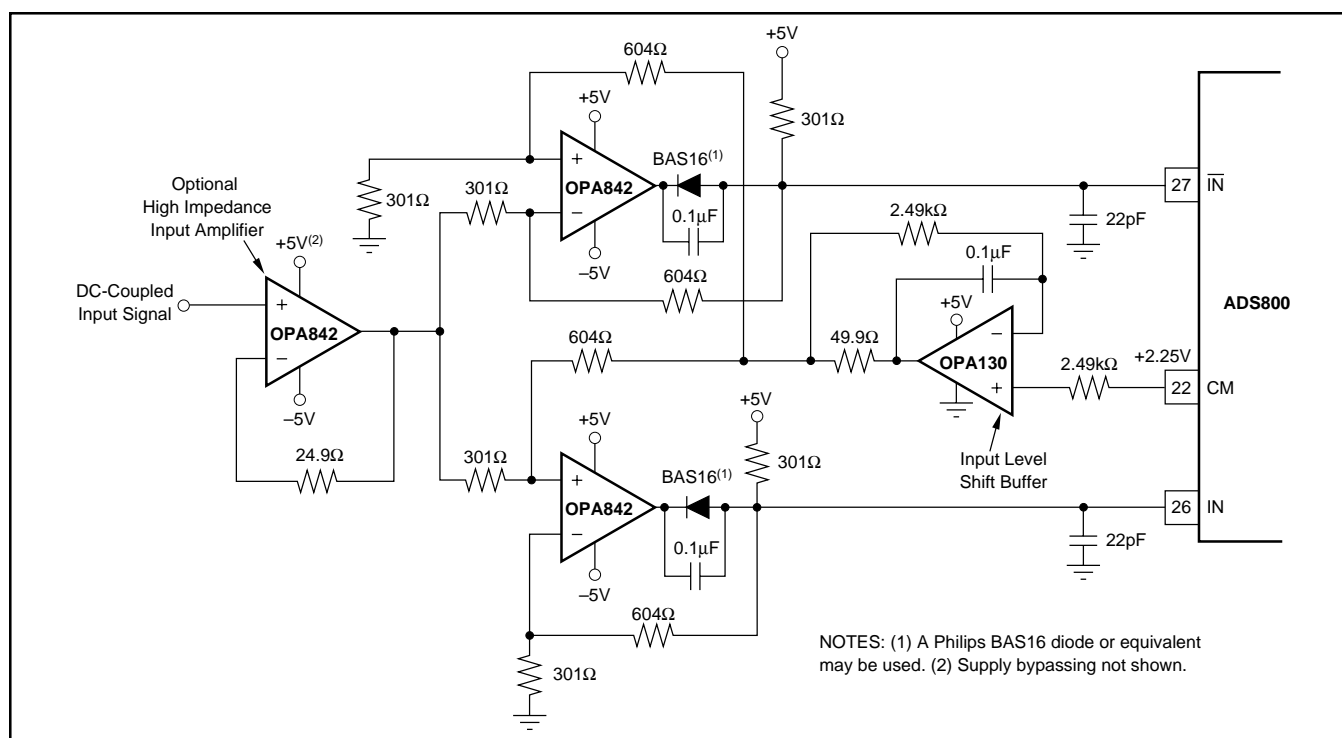 +5V
604Ω
+5V
301Ω
BAS16(1)
+
OPA842
–
27
IN
Optional
High Impedance
Input Amplifier
301Ω
301Ω
0.1µF
2.49kΩ
22pF
+5V(2)
–5V
0.1µF
604Ω
ADS800
DC-Coupled
Input Signal
+
OPA842
–
+5V
–
604Ω
49.9Ω
OPA130
2.49kΩ
+2.25V
+
22
CM
–5V
+5V
+5V
24.9Ω
301Ω
301Ω
Input Level
Shift Buffer
BAS16(1)
+
OPA842
–
26
IN
0.1µF
22pF
–5V
604Ω
301Ω
NOTES: (1) A Philips BAS16 diode or equivalent
may be used. (2) Supply bypassing not shown.